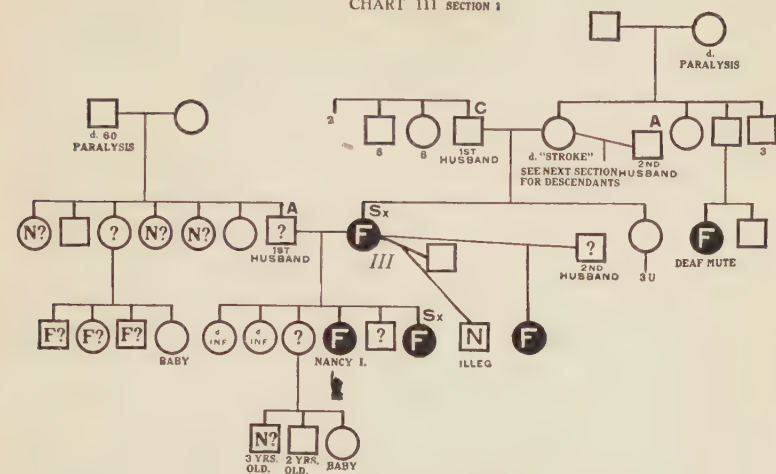 CHART III SECTION 1
d.
PARALYSIS
d. 60
PARALYSIS
2
6
6
C
1ST
HUSBAND
d. "STROKE"
SEE NEXT SECTION
FOR DESCENDANTS
A
2ND
HUSBAND
3
N?
?
N?
N?
A
?
1ST
HUSBAND
Sx
F
III
?
2ND
HUSBAND
3U
F
DEAF MUTE
F?
F?
F?
BABY
d
INF
d
INF
?
F
NANCY I.
?
Sx
F
N
ILLEG
F
N?
3 YRS.
OLD.
2 YRS.
OLD.
BABY